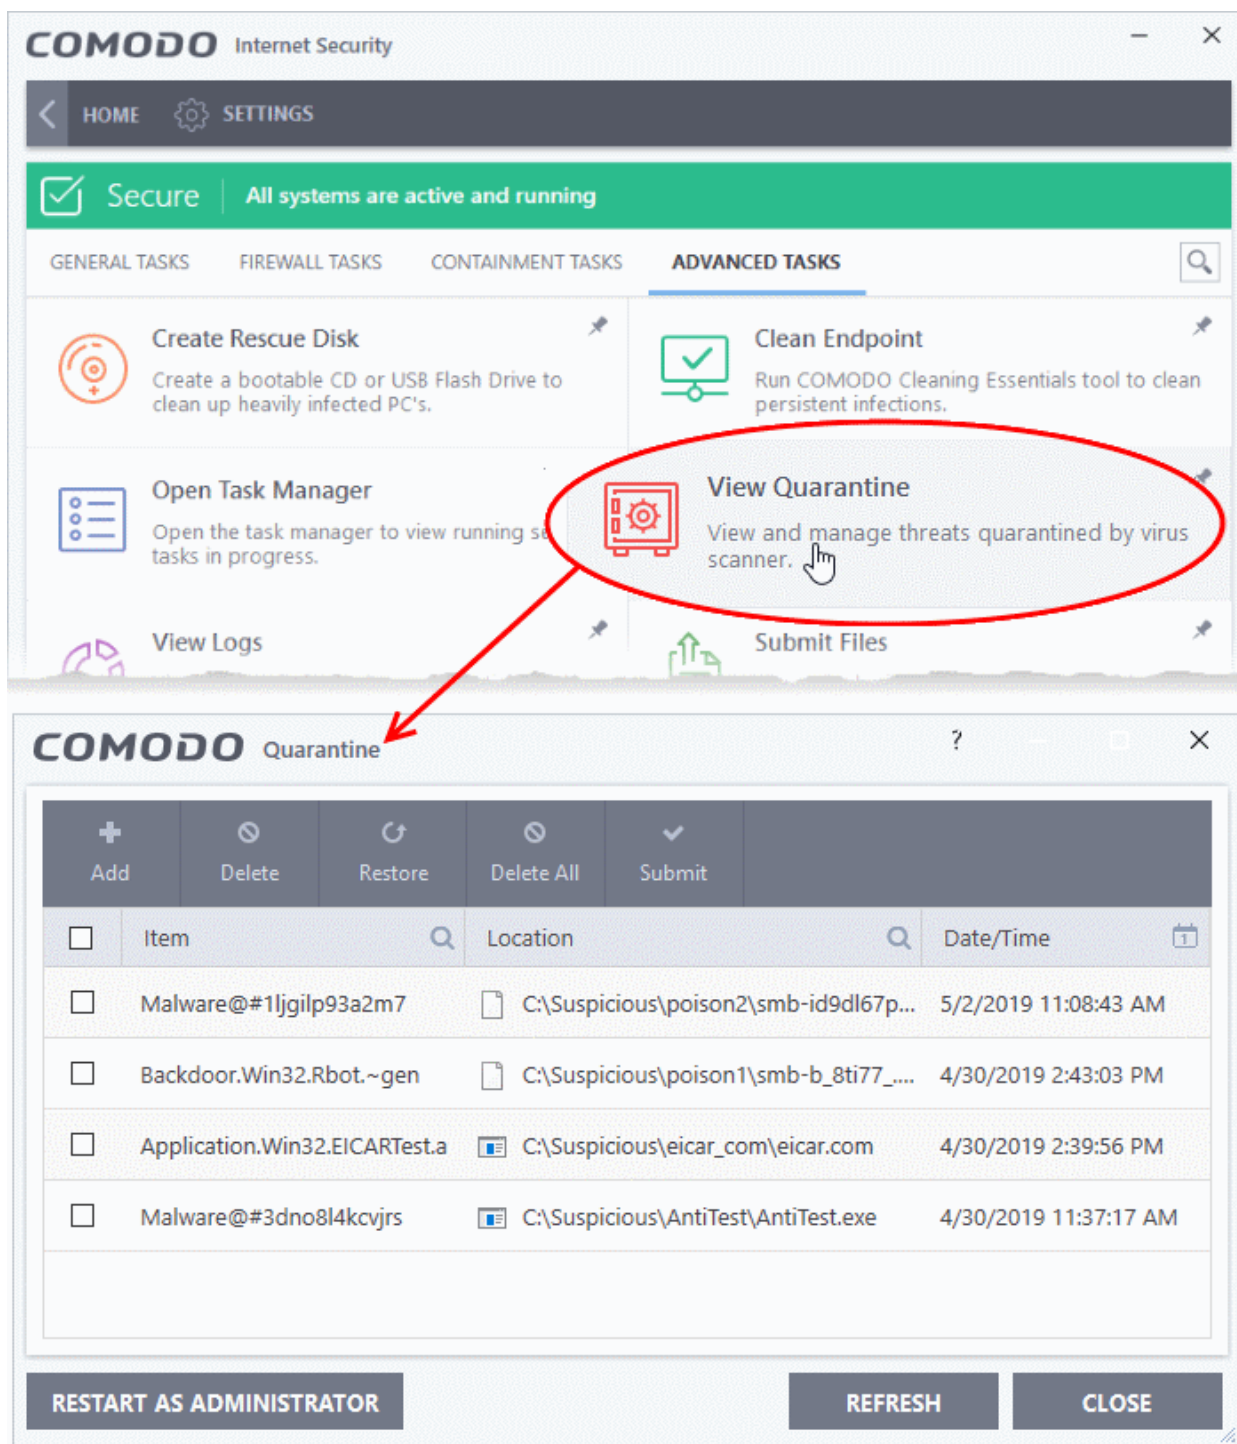 COMODO Internet Security
HOME SETTINGS
Secure All systems are active and running
GENERAL TASKS FIREWALL TASKS CONTAINMENT TASKS ADVANCED TASKS
Create Rescue Disk
Create a bootable CD or USB Flash Drive to
clean up heavily infected PC's.
Clean Endpoint
Run COMODO Cleaning Essentials tool to clean
persistent infections.
Open Task Manager
Open the task manager to view running se
tasks in progress.
View Quarantine
View and manage threats quarantined by virus
scanner.
View Logs
Submit Files
COMODO Quarantine
?
Add Delete Restore Delete All Submit
Item Location Date/Time
1
Malware@#1ljgilp93a2m7 C:\Suspicious\poison2\smb-id9dl67p... 5/2/2019 11:08:43 AM
Backdoor.Win32.Rbot.~gen C:\Suspicious\poison1\smb-b_8ti77_.... 4/30/2019 2:43:03 PM
Application.Win32.EICARTest.a C:\Suspicious\eicar_com\eicar.com 4/30/2019 2:39:56 PM
Malware@#3dno8l4kcvjrs C:\Suspicious\AntiTest\AntiTest.exe 4/30/2019 11:37:17 AM
RESTART AS ADMINISTRATOR REFRESH CLOSE